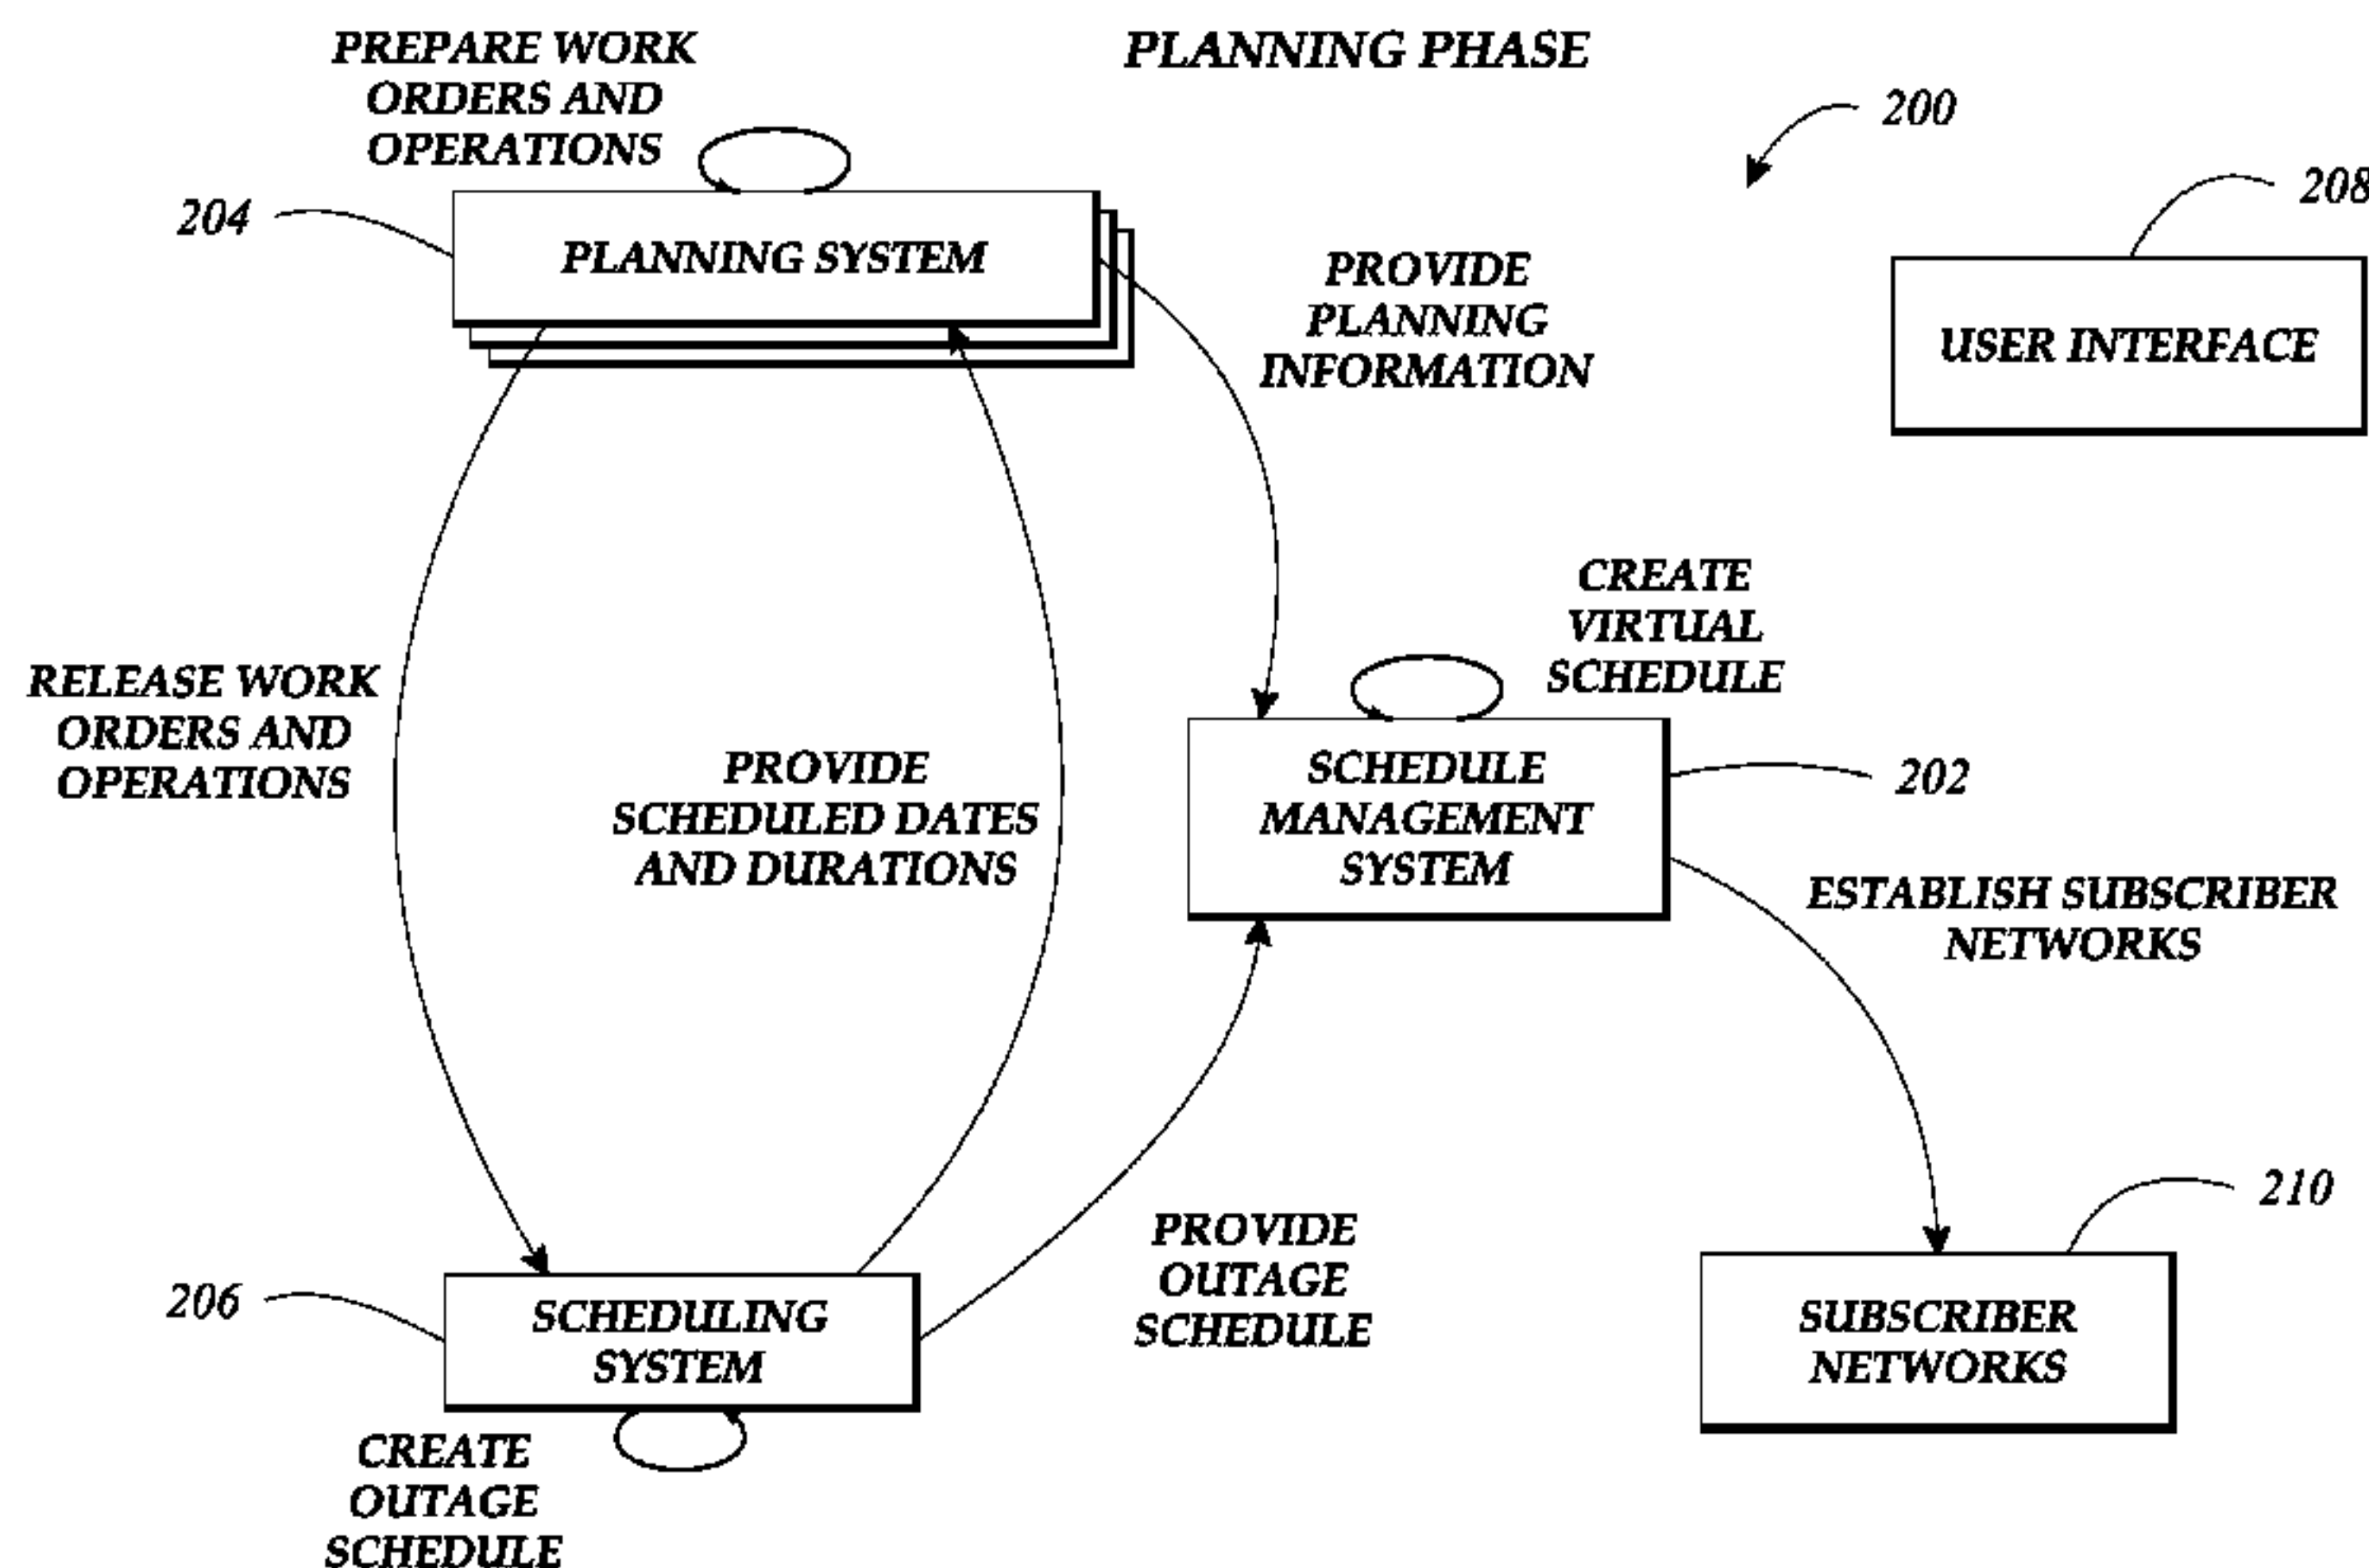 PREPARE WORK
ORDERS AND
OPERATIONS
PLANNING PHASE
200
208
204
PLANNING SYSTEM
PROVIDE
PLANNING
INFORMATION
USER INTERFACE
CREATE
VIRTUAL
SCHEDULE
RELEASE WORK
ORDERS AND
OPERATIONS
PROVIDE
SCHEDULED DATES
AND DURATIONS
SCHEDULE
MANAGEMENT
SYSTEM
202
ESTABLISH SUBSCRIBER
NETWORKS
210
PROVIDE
OUTAGE
SCHEDULE
206
SCHEDULING
SYSTEM
SUBSCRIBER
NETWORKS
CREATE
OUTAGE
SCHEDULE